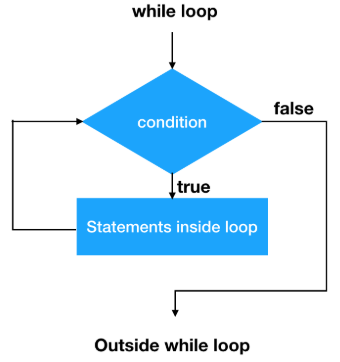 while loop
condition
false
true
Statements inside loop
Outside while loop